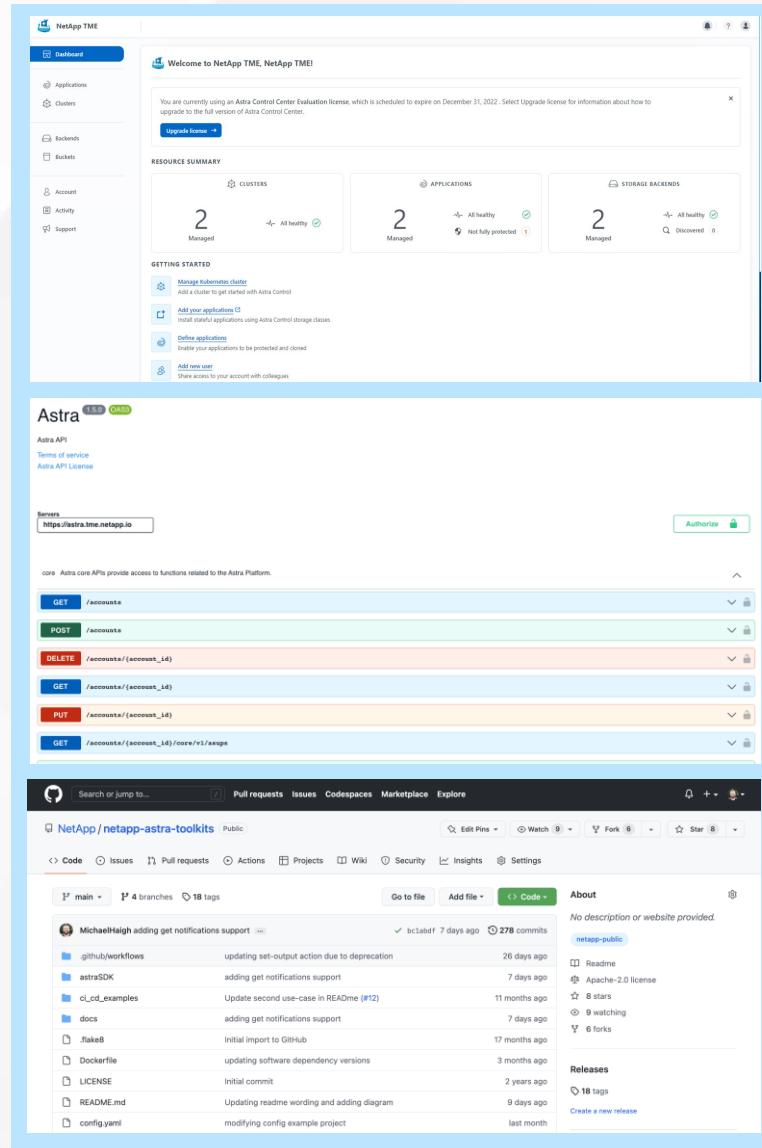 NetApp TME
?
Dashboard
Welcome to NetApp TME, NetApp TME!
Applications
Clusters
Backends
Buckets
Account
Activity
Support
You are currently using an Astra Control Center Evaluation license, which is scheduled to expire on December 31, 2022 . Select Upgrade license for information about how to
upgrade to the full version of Astra Control Center.
Upgrade license →
RESOURCE SUMMARY
CLUSTERS
2
Managed
All healthy
APPLICATIONS
2
Managed
All healthy
Not fully protected 1
STORAGE BACKENDS
2
Managed
All healthy
Discovered 0
GETTING STARTED
Manage Kubernetes cluster
Add a cluster to get started with Astra Control
Add your applications
Install stateful applications using Astra Control storage classes
Define applications
Enable your applications to be protected and cloned
Add new user
Share access to your account with colleagues
Astra 1.5.0 OAS3
Astra API
Terms of service
Astra API License
Servers
https://astra.tme.netapp.io
Authorize
core Astra core APIs provide access to functions related to the Astra Platform.
GET /accounts
POST /accounts
DELETE /accounts/{account_id}
GET /accounts/{account_id}
PUT /accounts/{account_id}
GET /accounts/{account_id}/core/v1/asups
Search or jump to... /
Pull requests Issues Codespaces Marketplace Explore
NetApp / netapp-astra-toolkits Public
Edit Pins Watch 9 Fork 6 Star 8
Code Issues Pull requests Actions Projects Wiki Security Insights Settings
main 4 branches 18 tags Go to file Add file Code
MichaelHaigh adding get notifications support ... bc1abdf 7 days ago 278 commits
.github/workflows updating set-output action due to deprecation 26 days ago
astraSDK adding get notifications support 7 days ago
ci_cd_examples Update second use-case in README (#12) 11 months ago
docs adding get notifications support 7 days ago
.flake8 Initial import to GitHub 17 months ago
Dockerfile updating software dependency versions 3 months ago
LICENSE Initial commit 2 years ago
README.md Updating readme wording and adding diagram 9 days ago
config.yaml modifying config example project last month
About
No description or website provided.
netapp-public
Readme
Apache-2.0 license
8 stars
9 watching
6 forks
Releases
18 tags
Create a new release